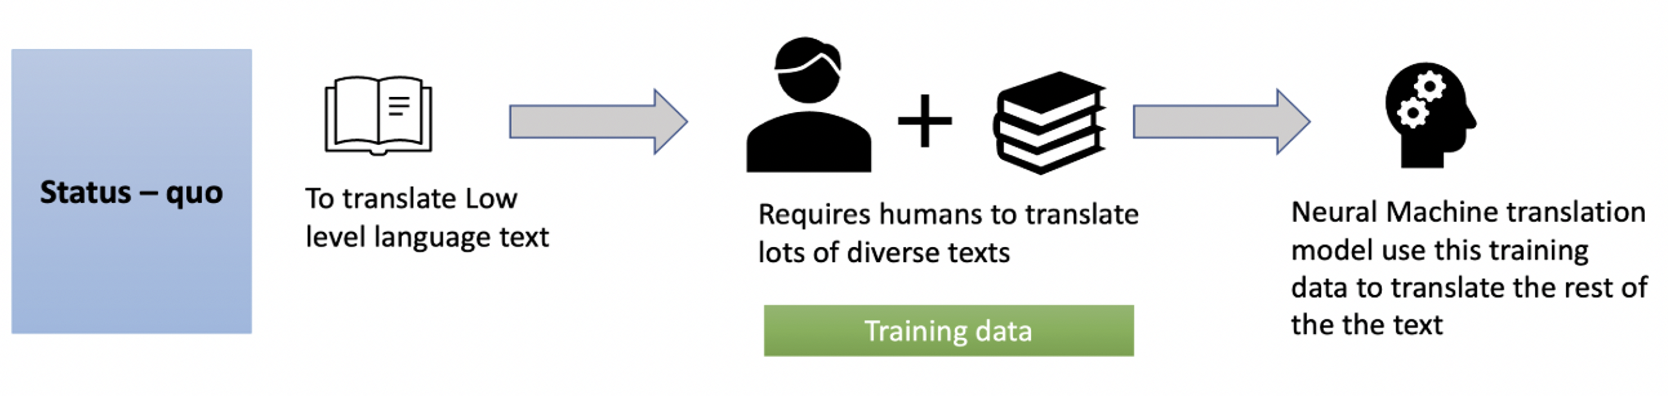 Status – quo
To translate Low
level language text
Requires humans to translate
lots of diverse texts
Training data
Neural Machine translation
model use this training
data to translate the rest of
the the text